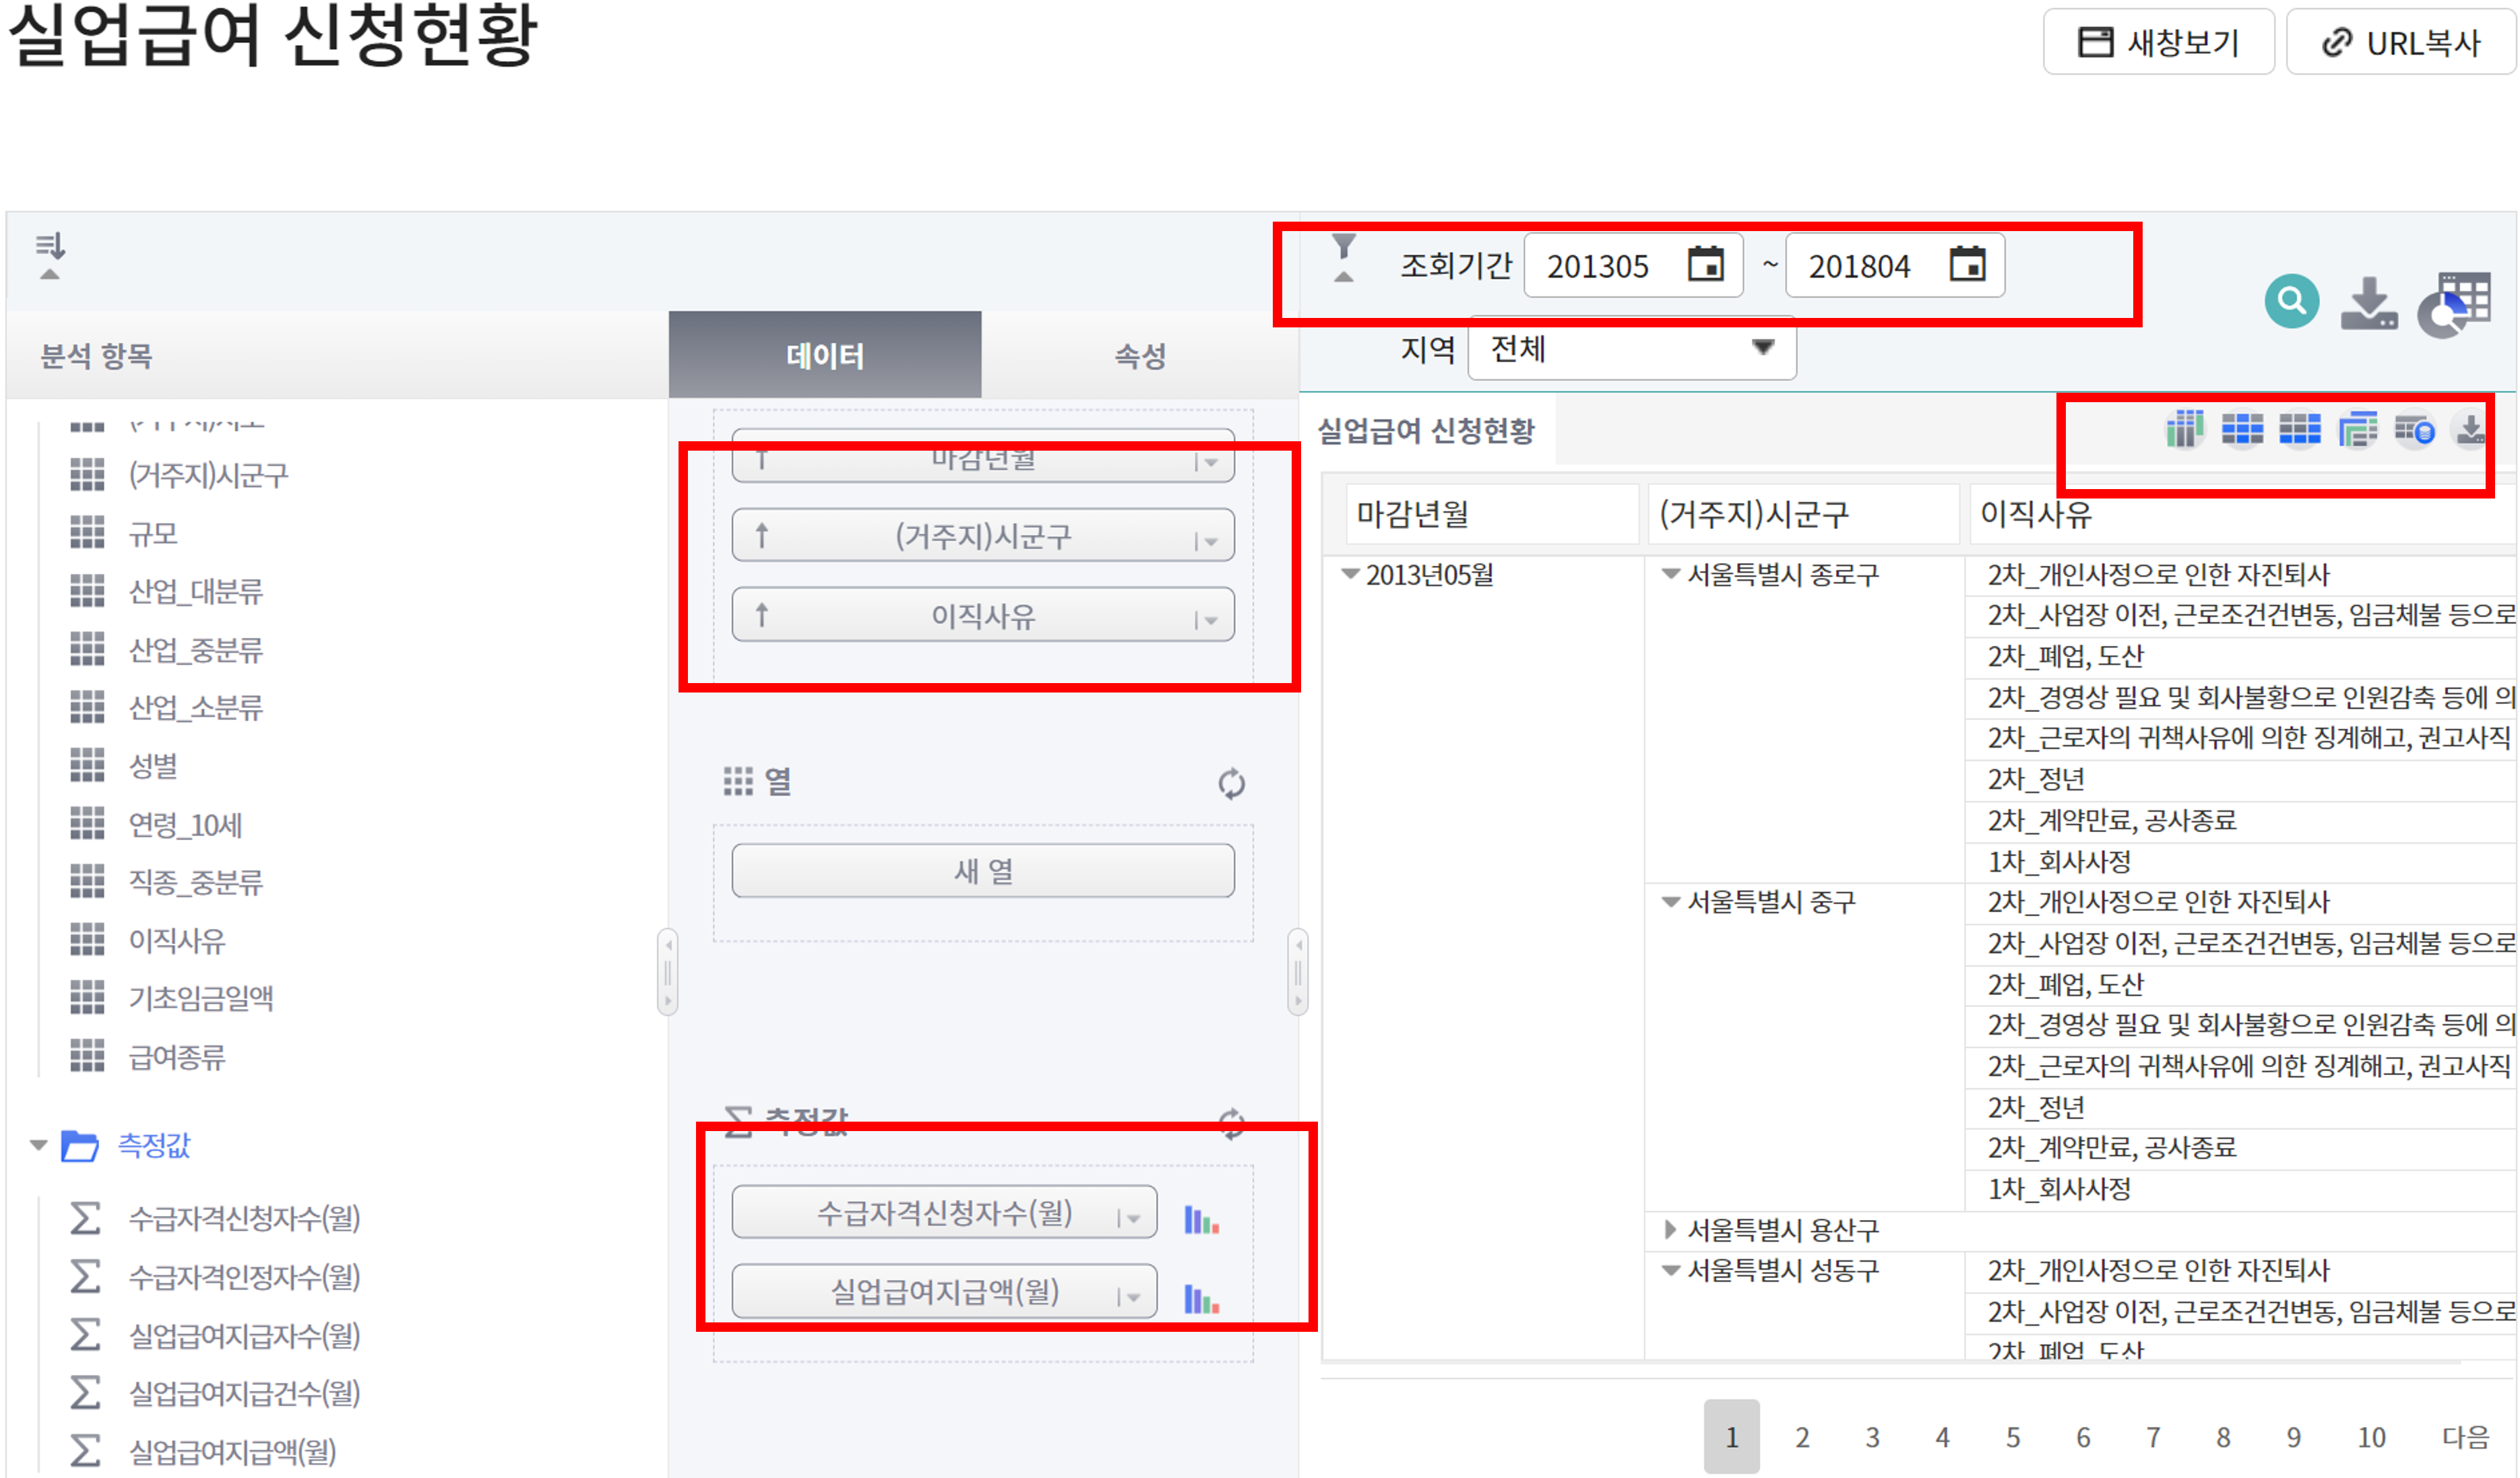 실업급여 신청현황
새창보기
URL복사
조회기간 201305 ~ 201804
지역 전체
분석 항목
데이터
속성
(거주지)시군구
규모
산업_대분류
산업_중분류
산업_소분류
성별
연령_10세
직종_중분류
이직사유
기초임금일액
급여종류
측정값
수급자격신청자수(월)
수급자격인정자수(월)
실업급여지급자수(월)
실업급여지급건수(월)
실업급여지급액(월)
마감년월
(거주지)시군구
이직사유
열
새 열
측정값
수급자격신청자수(월)
실업급여지급액(월)
실업급여 신청현황
마감년월 (거주지)시군구 이직사유
2013년05월 서울특별시 종로구 2차_개인사정으로 인한 자진퇴사
2차_사업장 이전, 근로조건건변동, 임금체불 등으로
2차_폐업, 도산
2차_경영상 필요 및 회사불황으로 인원감축 등에 의
2차_근로자의 귀책사유에 의한 징계해고, 권고사직
2차_정년
2차_계약만료, 공사종료
1차_회사사정
서울특별시 중구 2차_개인사정으로 인한 자진퇴사
2차_사업장 이전, 근로조건건변동, 임금체불 등으로
2차_폐업, 도산
2차_경영상 필요 및 회사불황으로 인원감축 등에 의
2차_근로자의 귀책사유에 의한 징계해고, 권고사직
2차_정년
2차_계약만료, 공사종료
1차_회사사정
서울특별시 용산구
서울특별시 성동구 2차_개인사정으로 인한 자진퇴사
2차_사업장 이전, 근로조건건변동, 임금체불 등으로
2차_폐업, 도산
1 2 3 4 5 6 7 8 9 10 다음